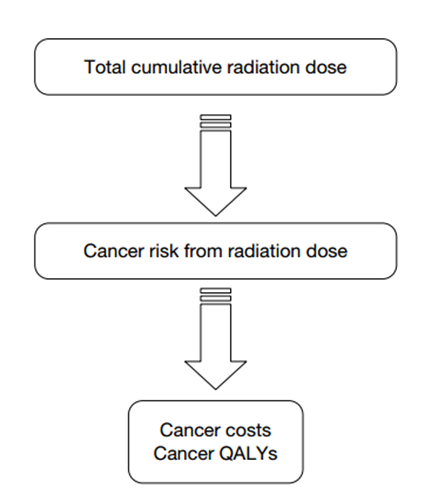 Total cumulative radiation dose
Cancer risk from radiation dose
Cancer costs
Cancer QALYs